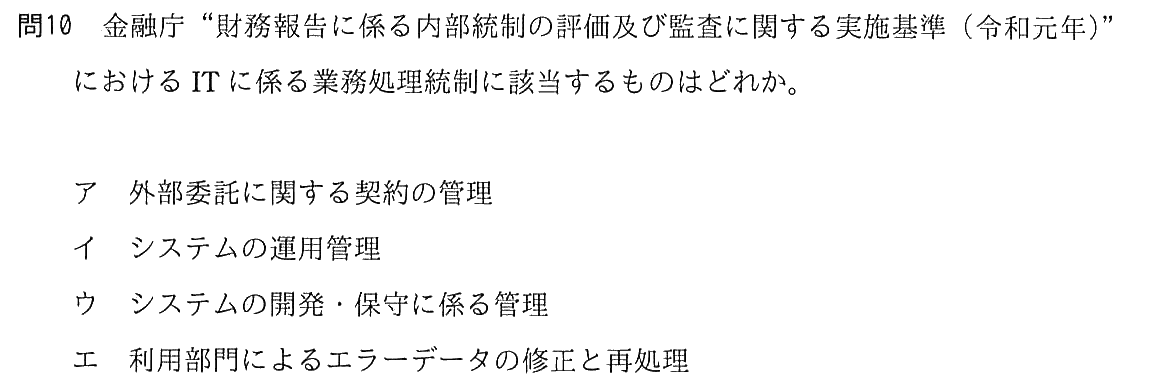 問10 金融庁“財務報告に係る内部統制の評価及び監査に関する実施基準（令和元年）”
における IT に係る業務処理統制に該当するものはどれか。
ア 外部委託に関する契約の管理
イ システムの運用管理
ウ システムの開発・保守に係る管理
エ 利用部門によるエラーデータの修正と再処理